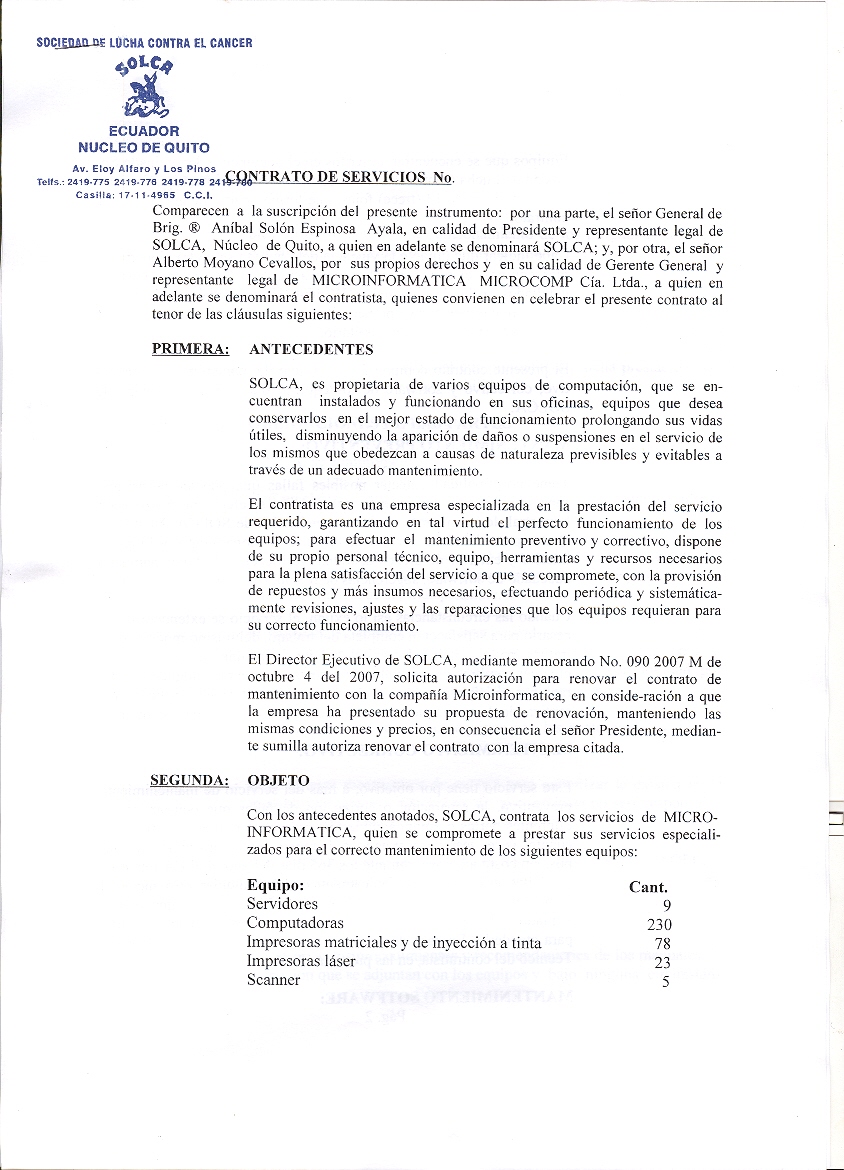 SOCIEDAD DE LUCHA CONTRA EL CANCER
SOLCA
ECUADOR
NUCLEO DE QUITO
Av. Eloy Alfaro y Los Pinos
Telfs.: 2419-775 2419-776 2419-778 2419-780
Casilla: 17-11-4965 C.C.I.
CONTRATO DE SERVICIOS No.
Comparecen a la suscripción del presente instrumento: por una parte, el señor General de
Brig. ® Aníbal Solón Espinosa Ayala, en calidad de Presidente y representante legal de
SOLCA, Núcleo de Quito, a quien en adelante se denominará SOLCA; y, por otra, el señor
Alberto Moyano Cevallos, por sus propios derechos y en su calidad de Gerente General y
representante legal de MICROINFORMATICA MICROCOMP Cía. Ltda., a quien en
adelante se denominará el contratista, quienes convienen en celebrar el presente contrato al
tenor de las cláusulas siguientes:
PRIMERA: ANTECEDENTES
SOLCA, es propietaria de varios equipos de computación, que se en-
cuentran instalados y funcionando en sus oficinas, equipos que desea
conservarlos en el mejor estado de funcionamiento prolongando sus vidas
útiles, disminuyendo la aparición de daños o suspensiones en el servicio de
los mismos que obedezcan a causas de naturaleza previsibles y evitables a
través de un adecuado mantenimiento.
El contratista es una empresa especializada en la prestación del servicio
requerido, garantizando en tal virtud el perfecto funcionamiento de los
equipos; para efectuar el mantenimiento preventivo y correctivo, dispone
de su propio personal técnico, equipo, herramientas y recursos necesarios
para la plena satisfacción del servicio a que se compromete, con la provisión
de repuestos y más insumos necesarios, efectuando periódica y sistemática-
mente revisiones, ajustes y las reparaciones que los equipos requieran para
su correcto funcionamiento.
El Director Ejecutivo de SOLCA, mediante memorando No. 090 2007 M de
octubre 4 del 2007, solicita autorización para renovar el contrato de
mantenimiento con la compañía Microinformatica, en conside-ración a que
la empresa ha presentado su propuesta de renovación, manteniendo las
mismas condiciones y precios, en consecuencia el señor Presidente, median-
te sumilla autoriza renovar el contrato con la empresa citada.
SEGUNDA: OBJETO
Con los antecedentes anotados, SOLCA, contrata los servicios de MICRO-
INFORMATICA, quien se compromete a prestar sus servicios especiali-
zados para el correcto mantenimiento de los siguientes equipos:
Equipo: Cant.
Servidores 9
Computadoras 230
Impresoras matriciales y de inyección a tinta 78
Impresoras láser 23
Scanner 5